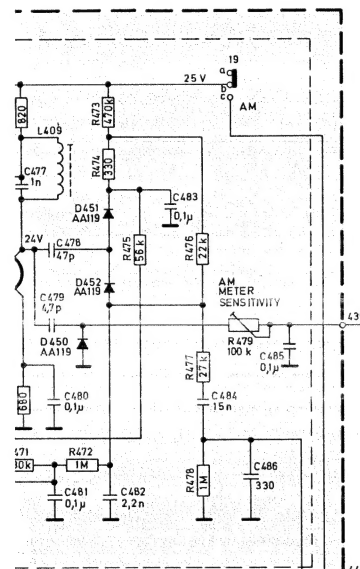 19
a
25 V
b
c
AM
820
R473
470k
L409
R474
330
C477
1n
C483
0,1µ
D451
AA119
R475
56 k
R476
22 k
24V
C478
47p
D452
AA119
AM
METER
SENSITIVITY
C479
4,7p
43
D450
AA119
R479
100 k
C485
0,1µ
R477
27 k
C484
15n
680
C480
0,1µ
471
R472
1M
R478
1M
C486
330
C481
0,1µ
C482
2,2n